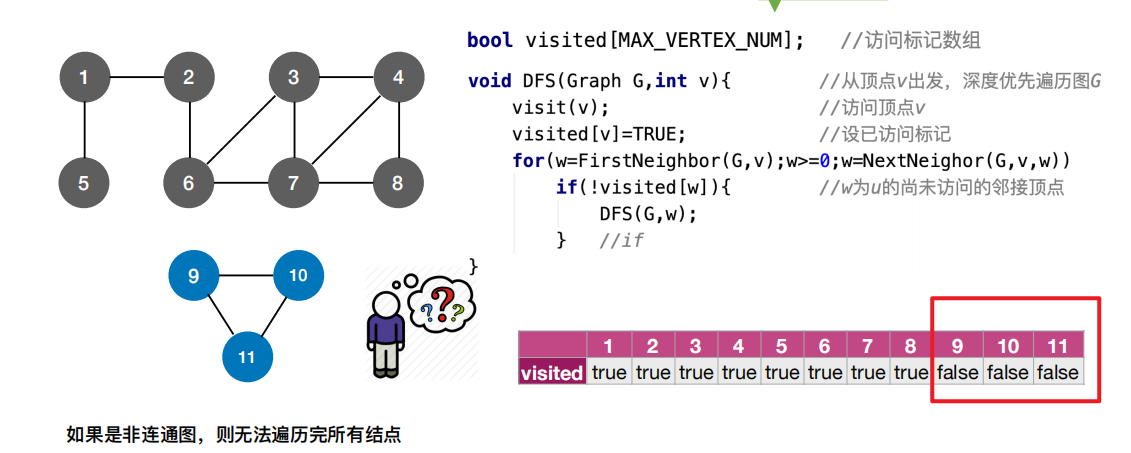 bool visited[MAX_VERTEX_NUM]; //访问标记数组
void DFS(Graph G,int v){ //从顶点v出发，深度优先遍历图G
visit(v); //访问顶点v
visited[v]=TRUE; //设已访问标记
for(w=FirstNeighbor(G,v);w>=0;w=NextNeighor(G,v,w))
if(!visited[w]){ //w为u的尚未访问的邻接顶点
DFS(G,w);
} //if
}
1 2 3 4
5 6 7 8
9 10
11
? ? ?
1 2 3 4 5 6 7 8 9 10 11
visited true true true true true true true true false false false
如果是非连通图，则无法遍历完所有结点